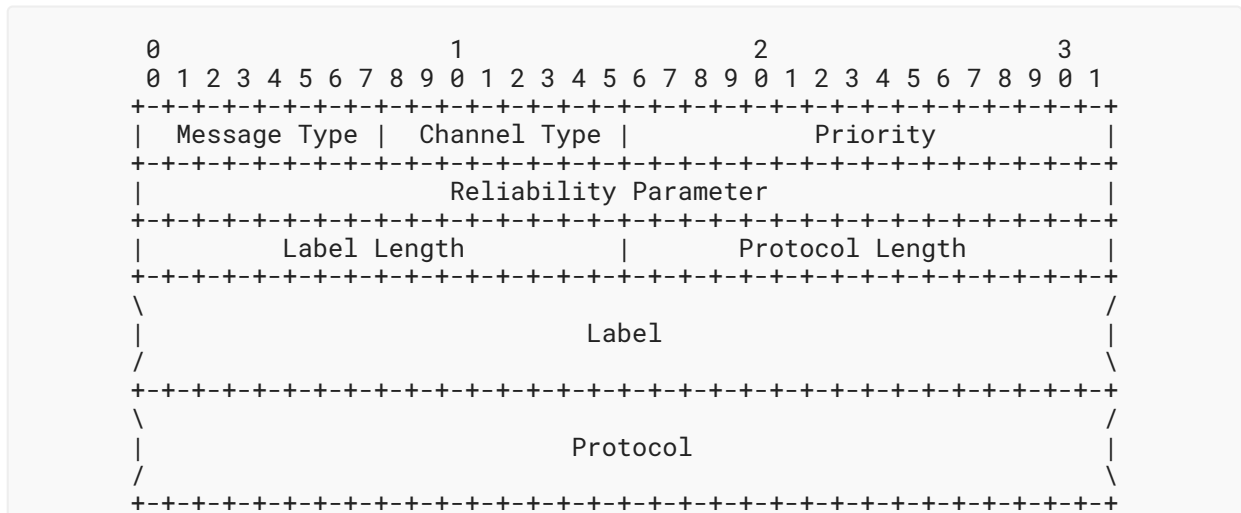 0                   1                   2                   3
0 1 2 3 4 5 6 7 8 9 0 1 2 3 4 5 6 7 8 9 0 1 2 3 4 5 6 7 8 9 0 1
+-+-+-+-+-+-+-+-+-+-+-+-+-+-+-+-+-+-+-+-+-+-+-+-+-+-+-+-+-+-+-+-+
|  Message Type |  Channel Type |            Priority           |
+-+-+-+-+-+-+-+-+-+-+-+-+-+-+-+-+-+-+-+-+-+-+-+-+-+-+-+-+-+-+-+-+
|                    Reliability Parameter                      |
+-+-+-+-+-+-+-+-+-+-+-+-+-+-+-+-+-+-+-+-+-+-+-+-+-+-+-+-+-+-+-+-+
|         Label Length          |       Protocol Length         |
+-+-+-+-+-+-+-+-+-+-+-+-+-+-+-+-+-+-+-+-+-+-+-+-+-+-+-+-+-+-+-+-+
\                                                               /
|                             Label                             |
/                                                               \
+-+-+-+-+-+-+-+-+-+-+-+-+-+-+-+-+-+-+-+-+-+-+-+-+-+-+-+-+-+-+-+-+
\                                                               /
|                            Protocol                           |
/                                                               \
+-+-+-+-+-+-+-+-+-+-+-+-+-+-+-+-+-+-+-+-+-+-+-+-+-+-+-+-+-+-+-+-+